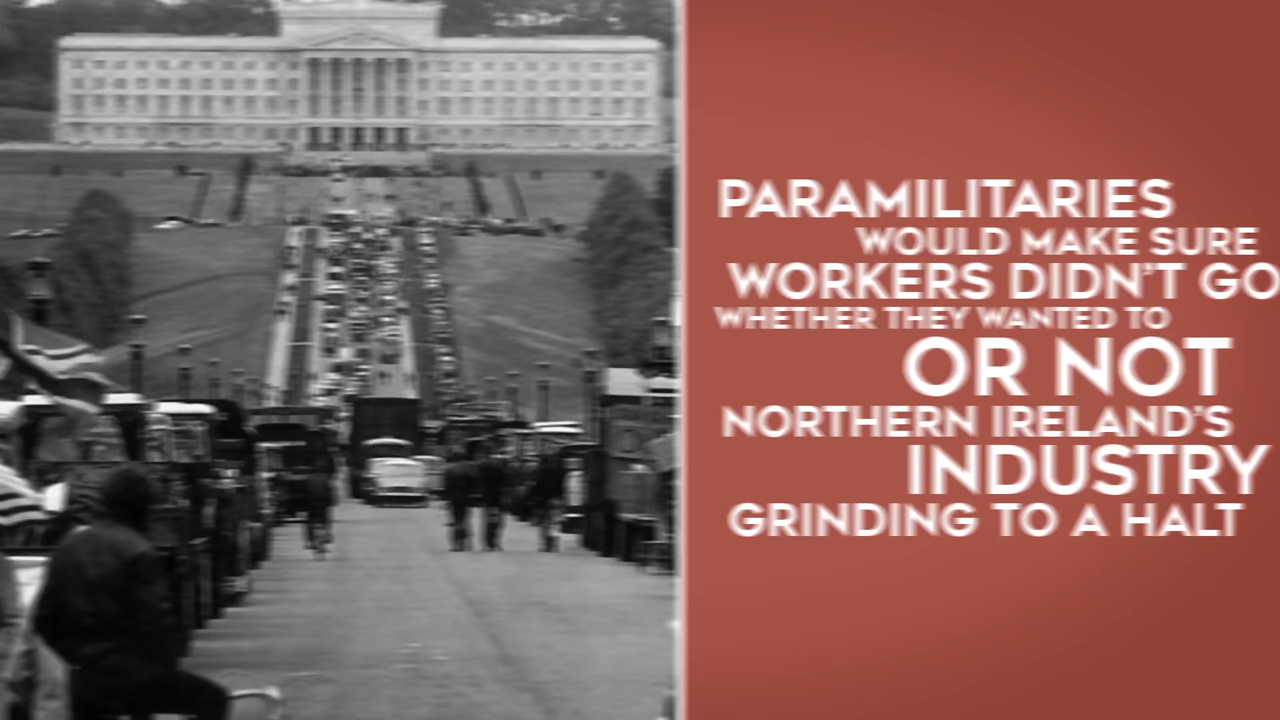 PARAMILITARIES
WOULD MAKE SURE
WORKERS DIDN'T GO
WHETHER THEY WANTED TO
OR NOT
NORTHERN IRELAND'S
INDUSTRY
GRINDING TO A HALT